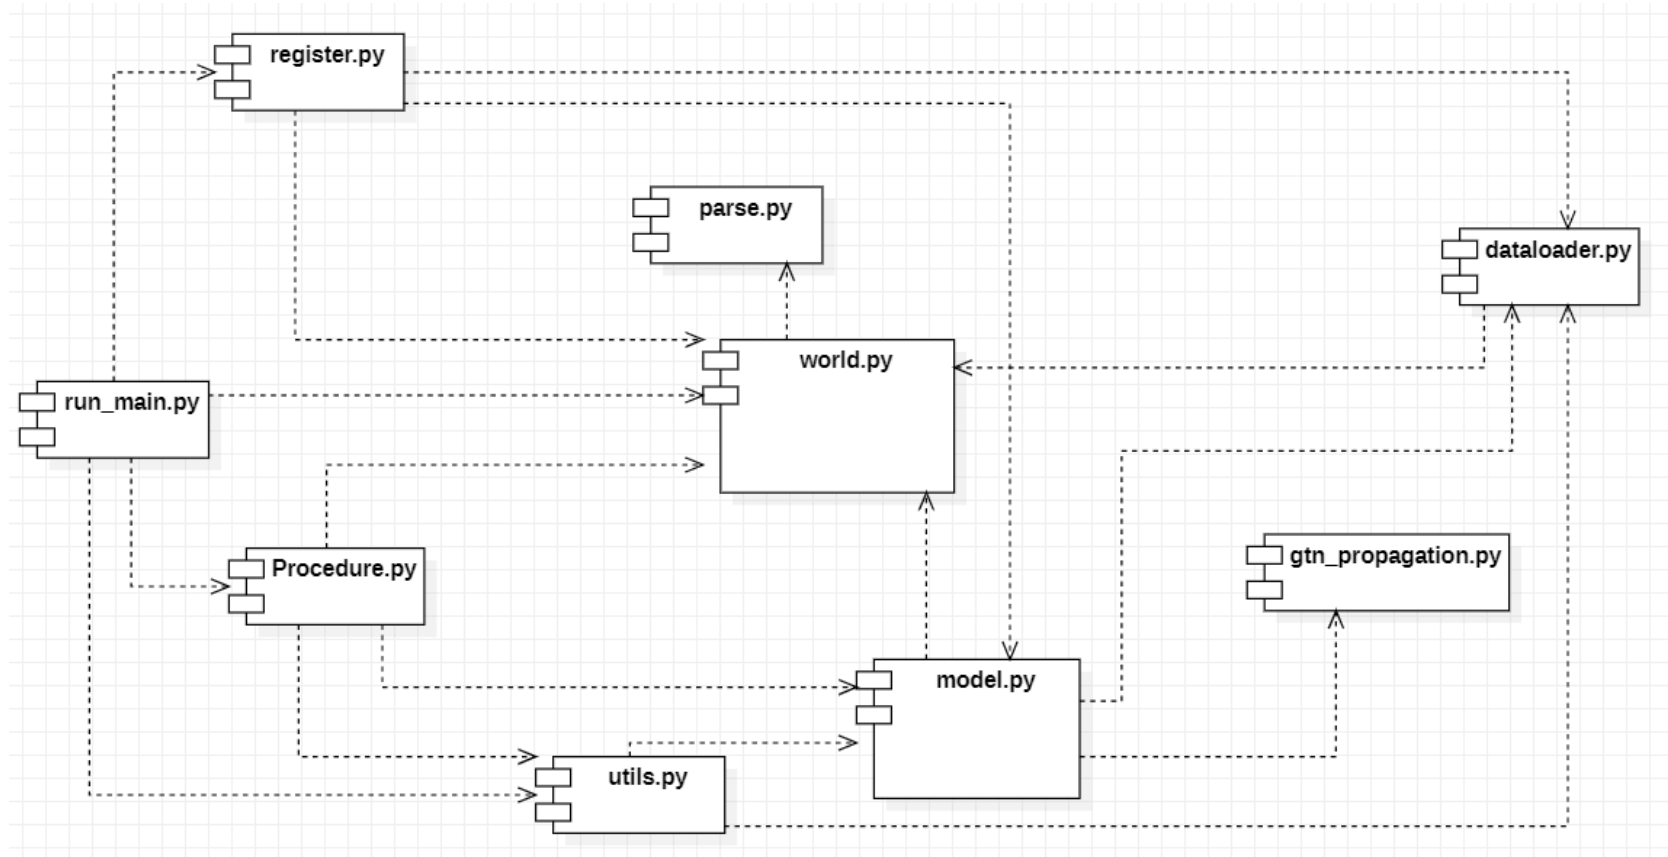 register.py
parse.py
dataloader.py
world.py
run_main.py
gtn_propagation.py
Procedure.py
model.py
utils.py